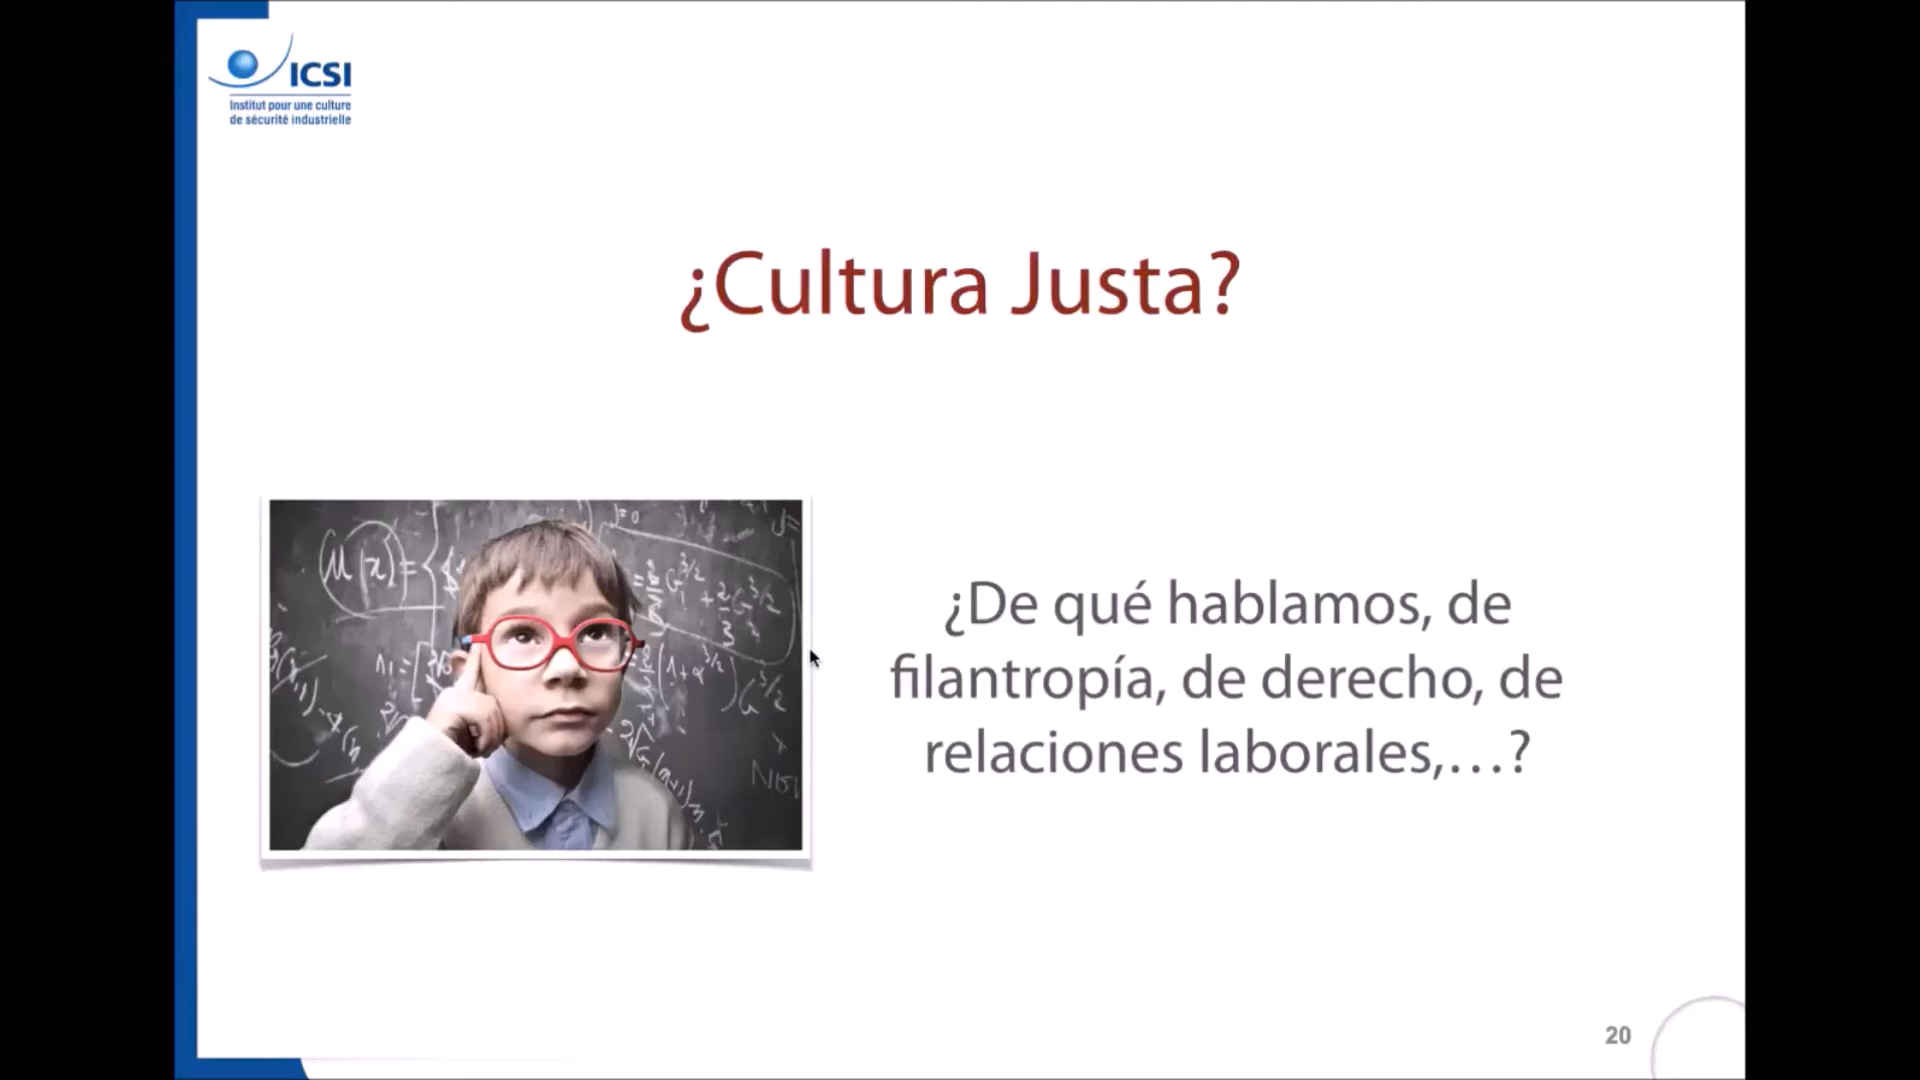 ICSI
Institut pour une culture
de sécurité industrielle
¿Cultura Justa?
¿De qué hablamos, de
filantropía, de derecho, de
relaciones laborales,...?
20